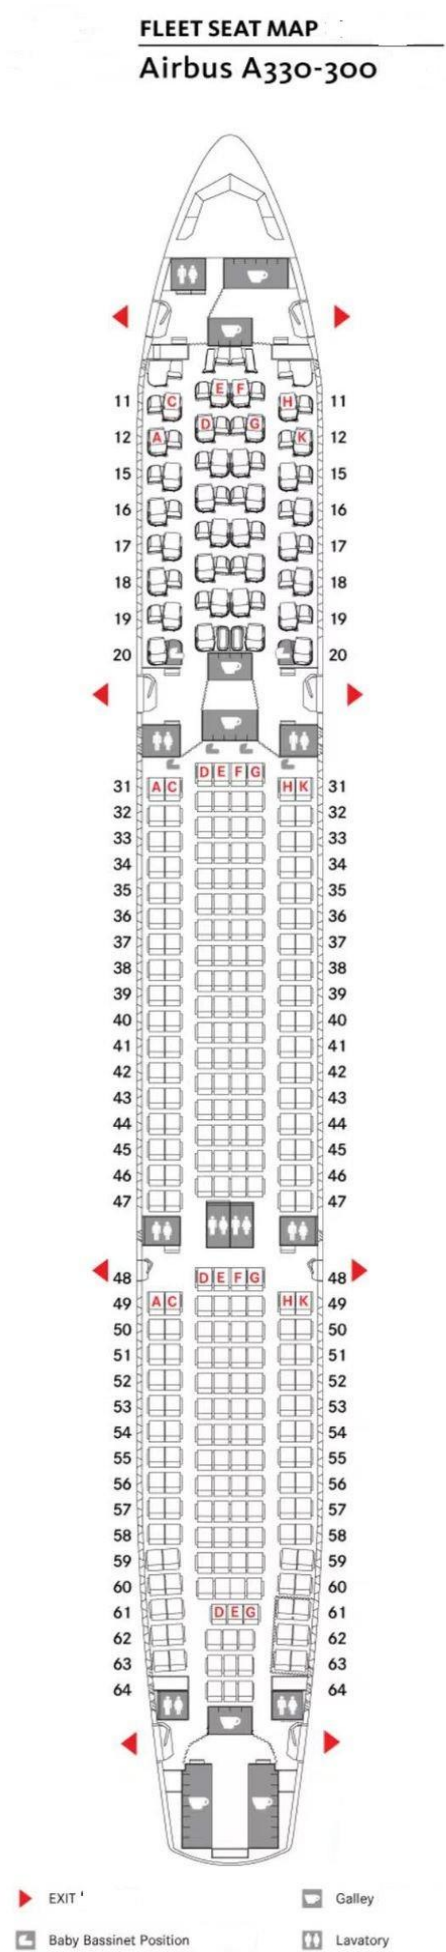 FLEET SEAT MAP
Airbus A330-300
E F
11 C H 11
D G
12 A K 12
15 15
16 16
17 17
18 18
19 19
20 20
D E F G
31 A C H K 31
32 32
33 33
34 34
35 35
36 36
37 37
38 38
39 39
40 40
41 41
42 42
43 43
44 44
45 45
46 46
47 47
48 D E F G 48
49 A C H K 49
50 50
51 51
52 52
53 53
54 54
55 55
56 56
57 57
58 58
59 59
60 60
61 D E G 61
62 62
63 63
64 64
EXIT
Galley
Baby Bassinet Position
Lavatory